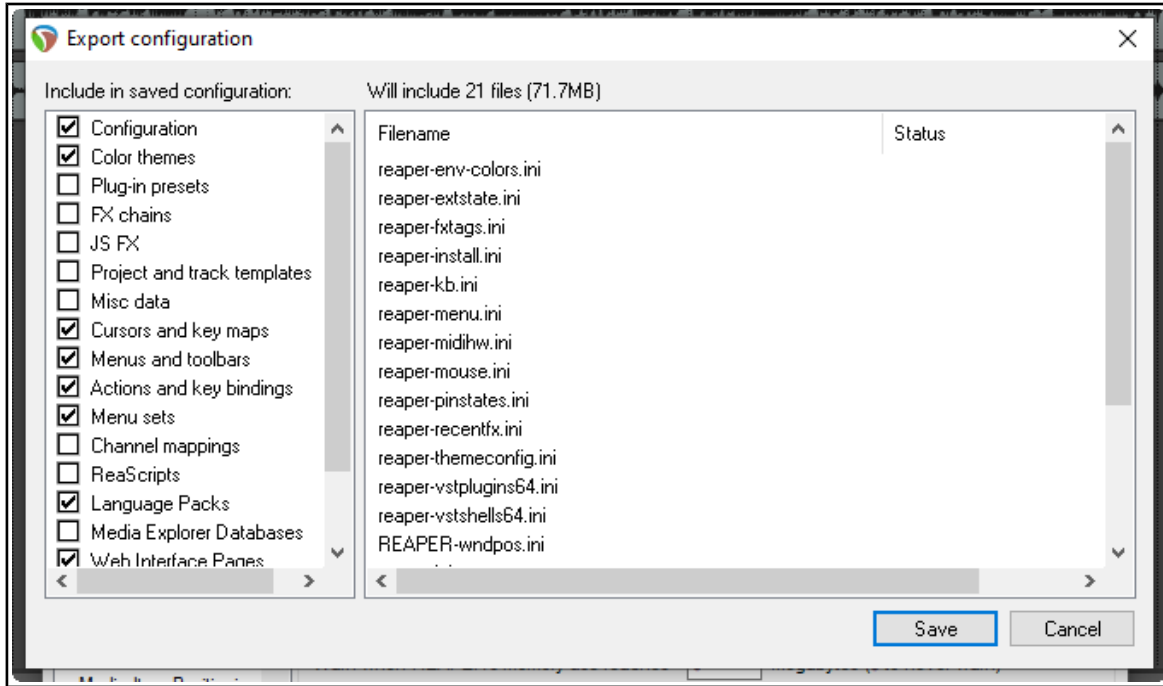 Export configuration
Include in saved configuration:
Will include 21 files (71.7MB)
Configuration
Color themes
Plug-in presets
FX chains
JS FX
Project and track templates
Misc data
Cursors and key maps
Menus and toolbars
Actions and key bindings
Menu sets
Channel mappings
ReaScripts
Language Packs
Media Explorer Databases
Web Interface Pages
Filename Status
reaper-env-colors.ini
reaper-extstate.ini
reaper-fxtags.ini
reaper-install.ini
reaper-kb.ini
reaper-menu.ini
reaper-midihw.ini
reaper-mouse.ini
reaper-pinstates.ini
reaper-recentfx.ini
reaper-themeconfig.ini
reaper-vstplugins64.ini
reaper-vstshells64.ini
REAPER-wndpos.ini
Save Cancel